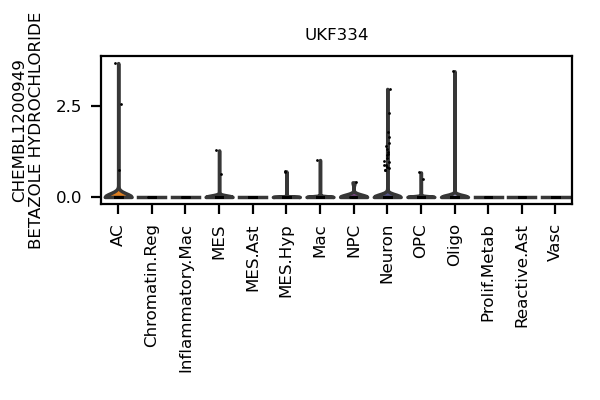 UKF334
CHEMBL1200949
BETAZOLE HYDROCHLORIDE
2.5
0.0
AC
Chromatin.Reg
Inflammatory.Mac
MES
MES.Ast
MES.Hyp
Mac
NPC
Neuron
OPC
Oligo
Prolif.Metab
Reactive.Ast
Vasc